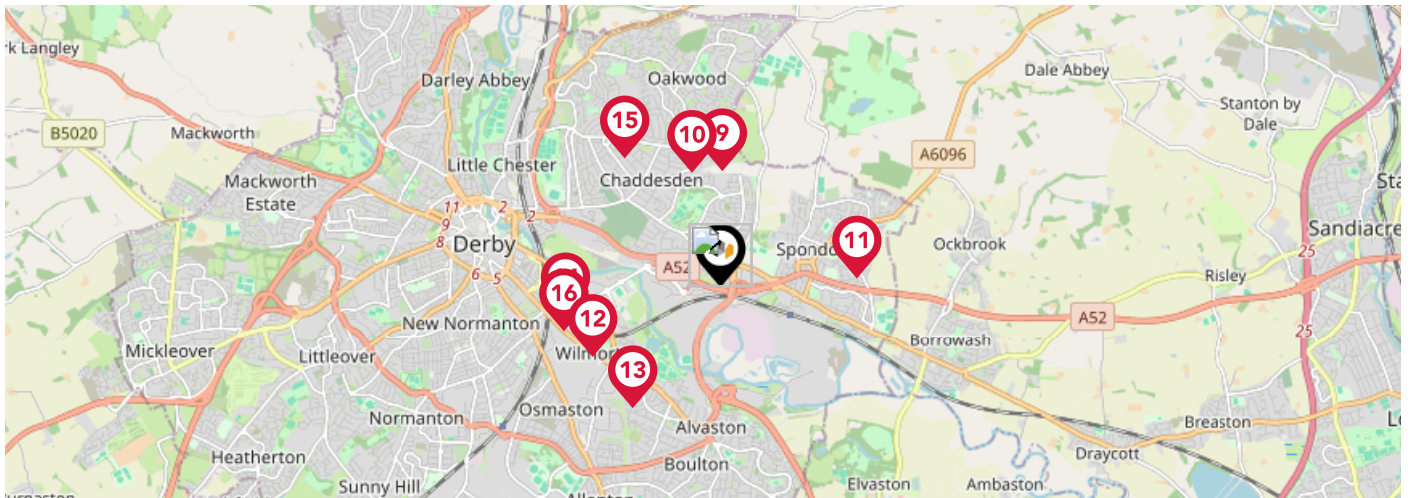 rk Langley
Darley Abbey
Oakwood
Dale Abbey
Stanton by
Dale
B5020
Mackworth
15
10
9
A6096
Little Chester
Chaddesden
Mackworth
Estate
Sta
11
2
2
9
8
Derby
6
5
Spondo
11
Ockbrook
Sandiacre
25
A52
Risley
16
12
New Normanton
A52
25
Mickleover
Littleover
Wilmor
Borrowash
13
Osmaston
Normanton
Alvaston
Breaston
Lo
Heatherton
Boulton
Draycott
Sunny Hill
Elvaston
Ambaston